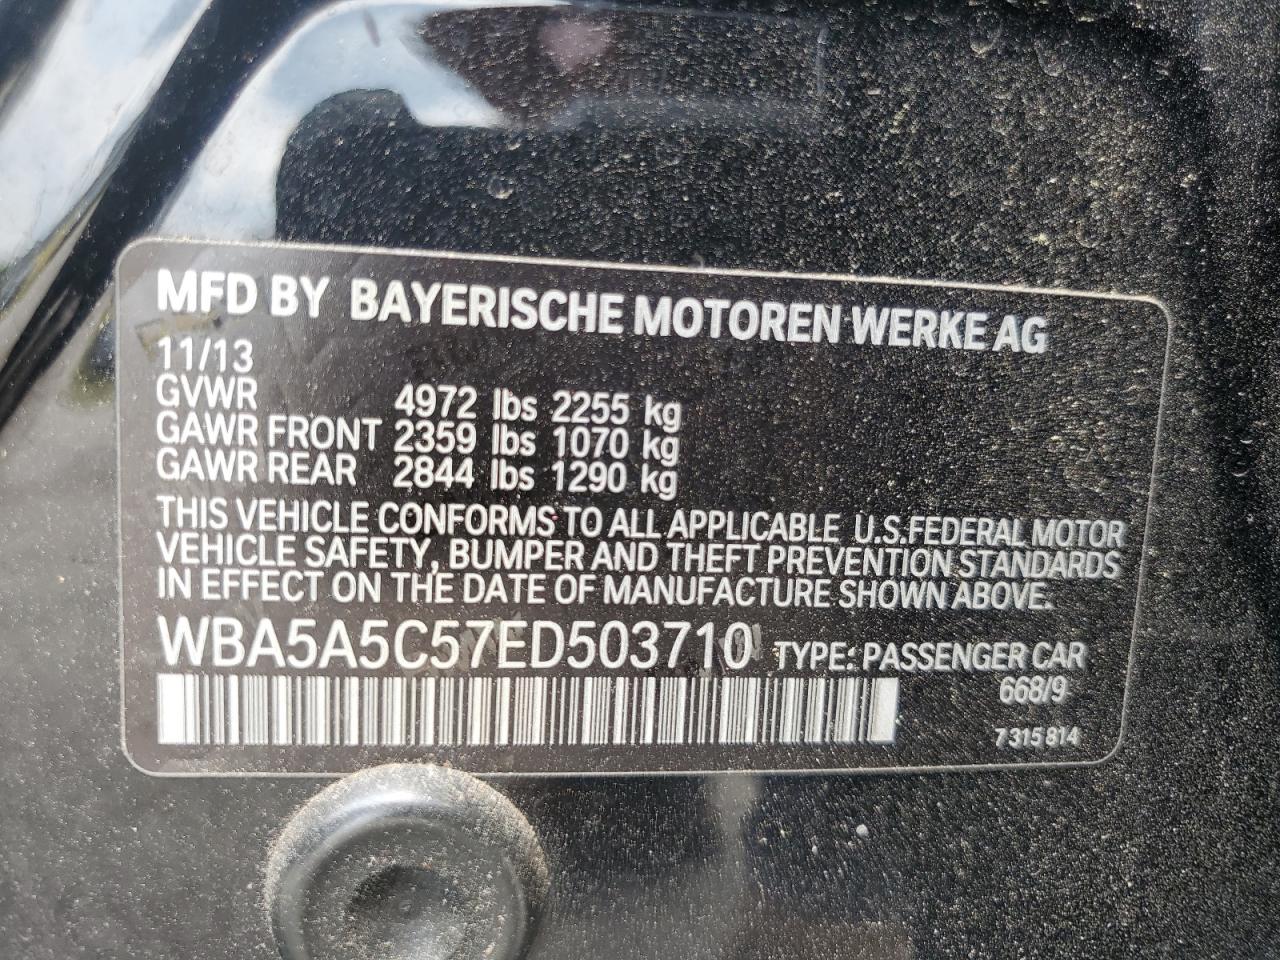 MFD BY BAYERISCHE MOTOREN WERKE AG
11/13
GVWR 4972 lbs 2255 kg
GAWR FRONT 2359 lbs 1070 kg
GAWR REAR 2844 lbs 1290 kg
THIS VEHICLE CONFORMS TO ALL APPLICABLE U.S.FEDERAL MOTOR
VEHICLE SAFETY, BUMPER AND THEFT PREVENTION STANDARDS
IN EFFECT ON THE DATE OF MANUFACTURE SHOWN ABOVE.
WBA5A5C57ED503710 TYPE: PASSENGER CAR
668/9
7 315 814